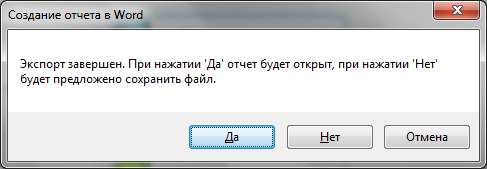 Создание отчета в Word
Экспорт завершен. При нажатии 'Да' отчет будет открыт, при нажатии 'Нет'
будет предложено сохранить файл.
Да
Нет
Отмена